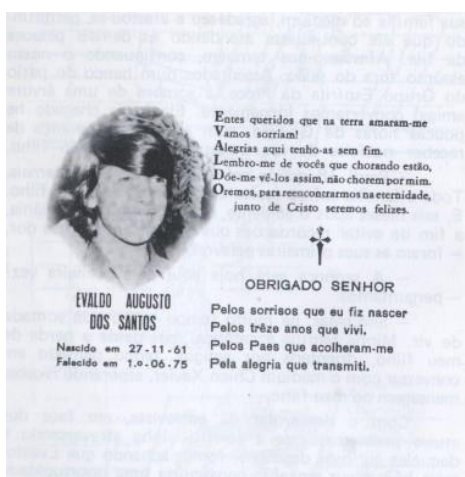 Entes queridos que na terra amaram-me
Vamos sorriam!
Alegrias aqui tenho-as sem fim.
Lembro-me de vocês que chorando estão,
Dóe-me vê-los assim, não chorem por mim.
Oremos, para reencontrarmos na eternidade,
junto de Cristo seremos felizes.
EVALDO AUGUSTO
DOS SANTOS
Nascido em 27-11-61
Falecido em 1.o-06-75
OBRIGADO SENHOR
Pelos sorrisos que eu fiz nascer
Pelos trêze anos que vivi.
Pelos Paes que acolheram-me
Pela alegria que transmiti.